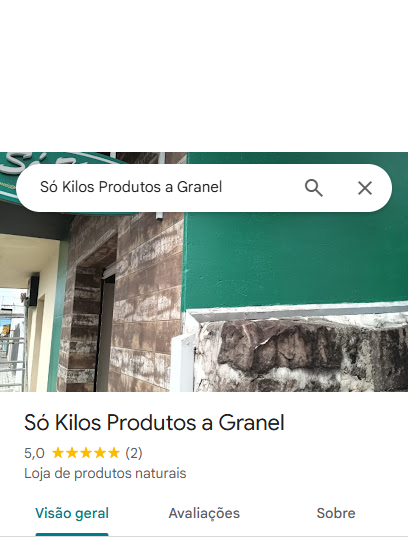 Só Kilos Produtos a Granel
Só Kilos Produtos a Granel
5,0 ★★★★★ (2)
Loja de produtos naturais
Visão geral Avaliações Sobre